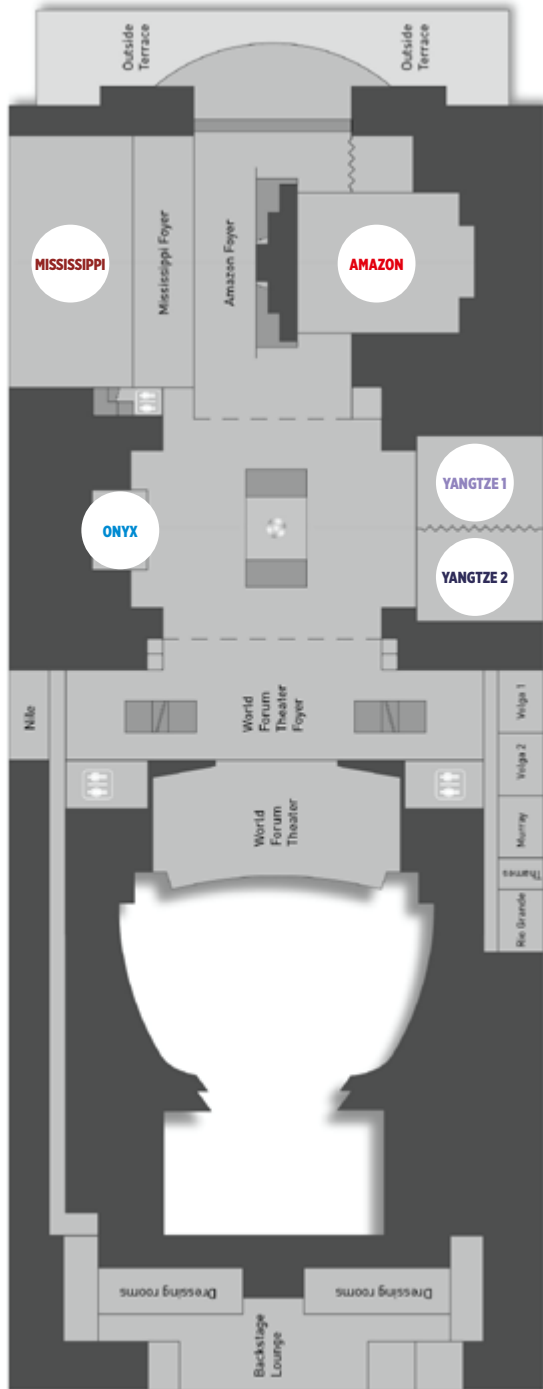 Outside
Terrace
Outside
Terrace
MISSISSIPPI
Mississippi Foyer
Amazon Foyer
AMAZON
YANGTZE 1
ONYX
YANGTZE 2
Nile
World
Forum
Theater
Foyer
Volga 1
Volga 2
World
Forum
Theater
Murray
Thames
Rio Grande
Dressing rooms
Dressing rooms
Backstage
Lounge